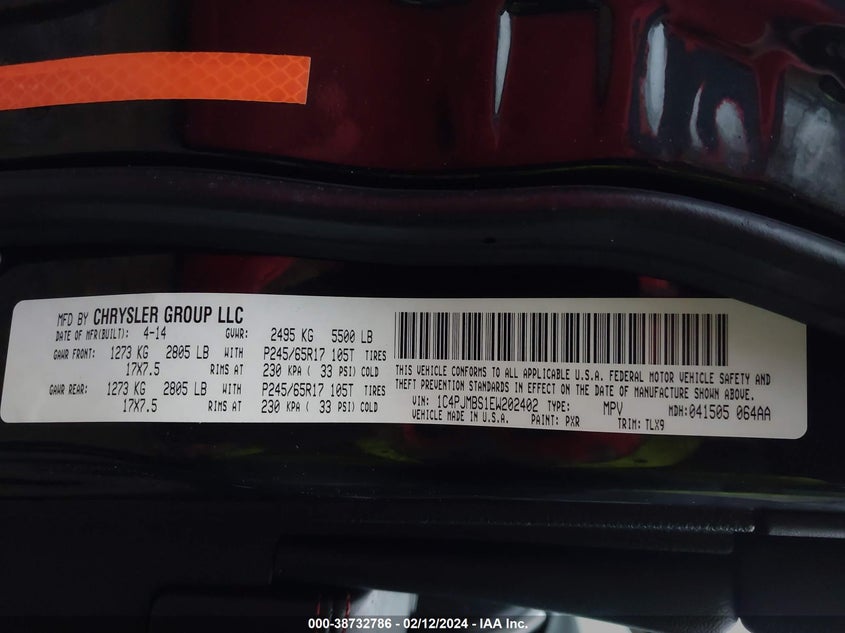 MFD BY CHRYSLER GROUP LLC
DATE OF MFR(BUILT): 4-14 GVWR: 2495 KG 5500 LB
GAWR FRONT: 1273 KG 2805 LB WITH P245/65R17 105T TIRES
17X7.5 RIMS AT 230 KPA ( 33 PSI) COLD
GAWR REAR: 1273 KG 2805 LB WITH P245/65R17 105T TIRES
17X7.5 RIMS AT 230 KPA ( 33 PSI) COLD
THIS VEHICLE CONFORMS TO ALL APPLICABLE U.S.A. FEDERAL MOTOR VEHICLE SAFETY AND
THEFT PREVENTION STANDARDS IN EFFECT ON THE DATE OF MANUFACTURE SHOWN ABOVE.
VIN: 1C4PJMBS1EW202402 TYPE: MPV MDH:041505 064AA
VEHICLE MADE IN U.S.A. PAINT: PXR TRIM: TLX9
000-38732786 - 02/12/2024 - IAA Inc.